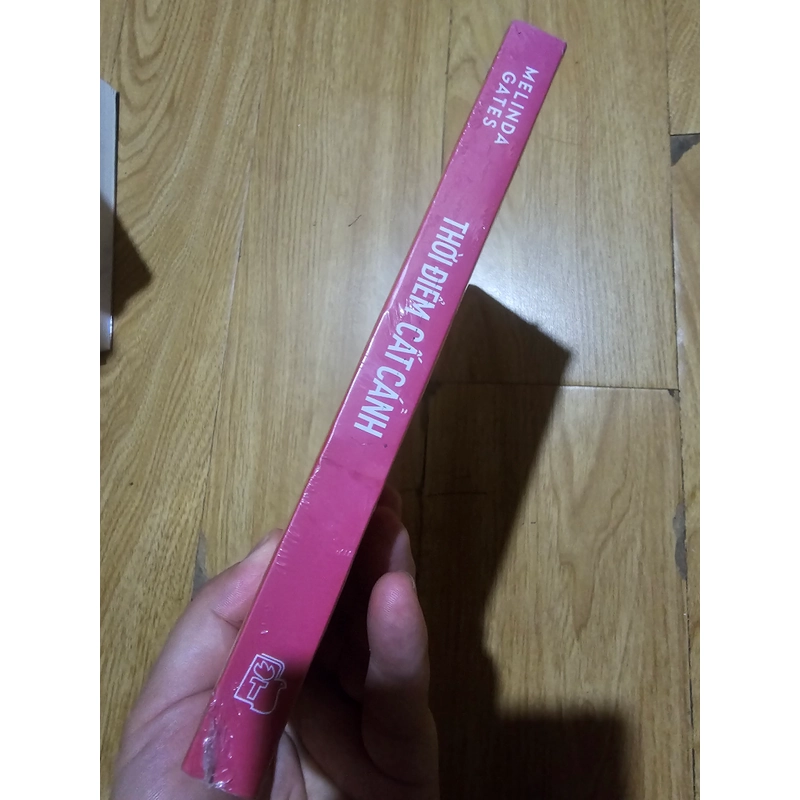 MELINDA
GATES
THỜI ĐIỂM CẤT CÁNH